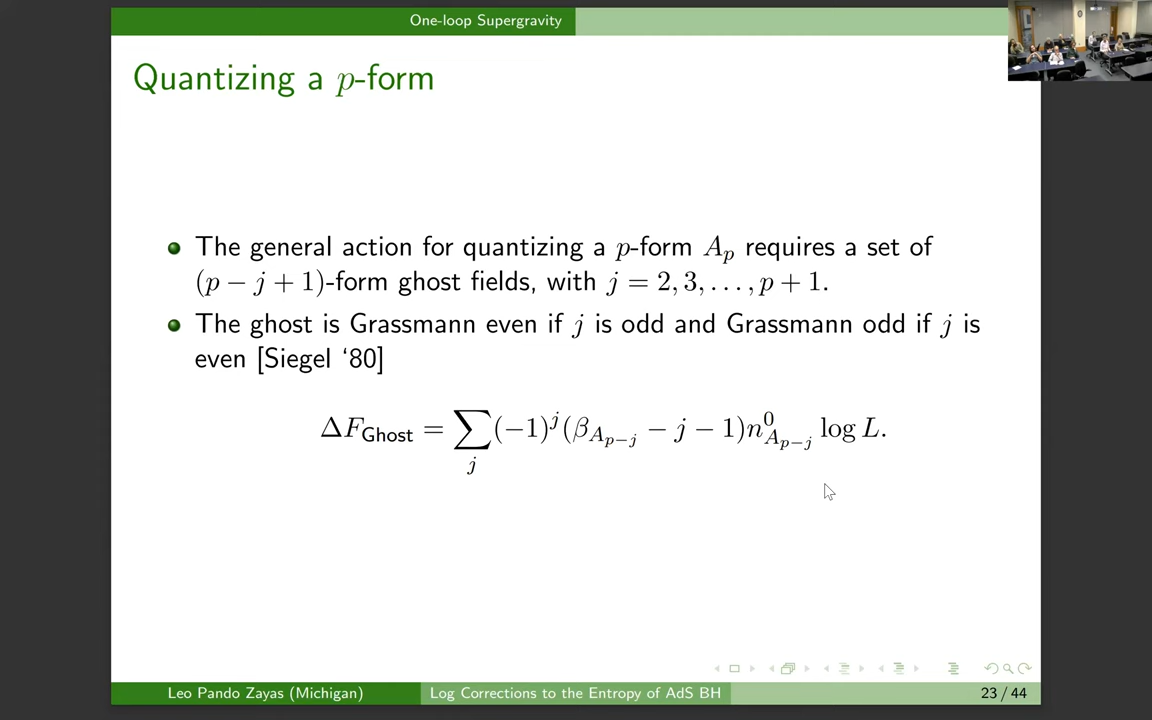 One-loop Supergravity
Quantizing a p-form
The general action for quantizing a p-form A_p requires a set of
(p − j + 1)-form ghost fields, with j = 2, 3, . . . , p + 1.
The ghost is Grassmann even if j is odd and Grassmann odd if j is
even [Siegel ‘80]
ΔF_Ghost = ∑_j (−1)^j (β_{A_{p−j}} − j − 1) n^0_{A_{p−j}} log L.
Leo Pando Zayas (Michigan)
Log Corrections to the Entropy of AdS BH
23 / 44